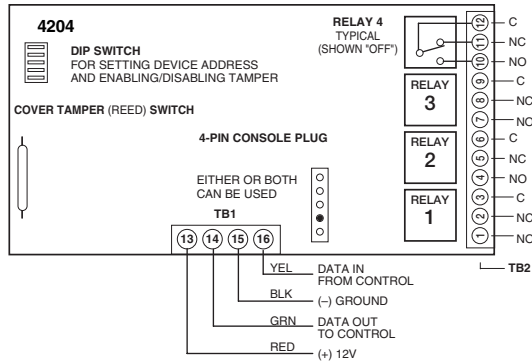 4204
DIP SWITCH
FOR SETTING DEVICE ADDRESS
AND ENABLING/DISABLING TAMPER
COVER TAMPER (REED) SWITCH
4-PIN CONSOLE PLUG
EITHER OR BOTH
CAN BE USED
TB1
13 14 15 16
RELAY 4
TYPICAL
(SHOWN "OFF")
RELAY
3
RELAY
2
RELAY
1
12 C
11 NC
10 NO
9 C
8 NC
7 NO
6 C
5 NC
4 NO
3 C
2 NC
1 NO
TB2
YEL DATA IN
FROM CONTROL
BLK (–) GROUND
GRN DATA OUT
TO CONTROL
RED (+) 12V